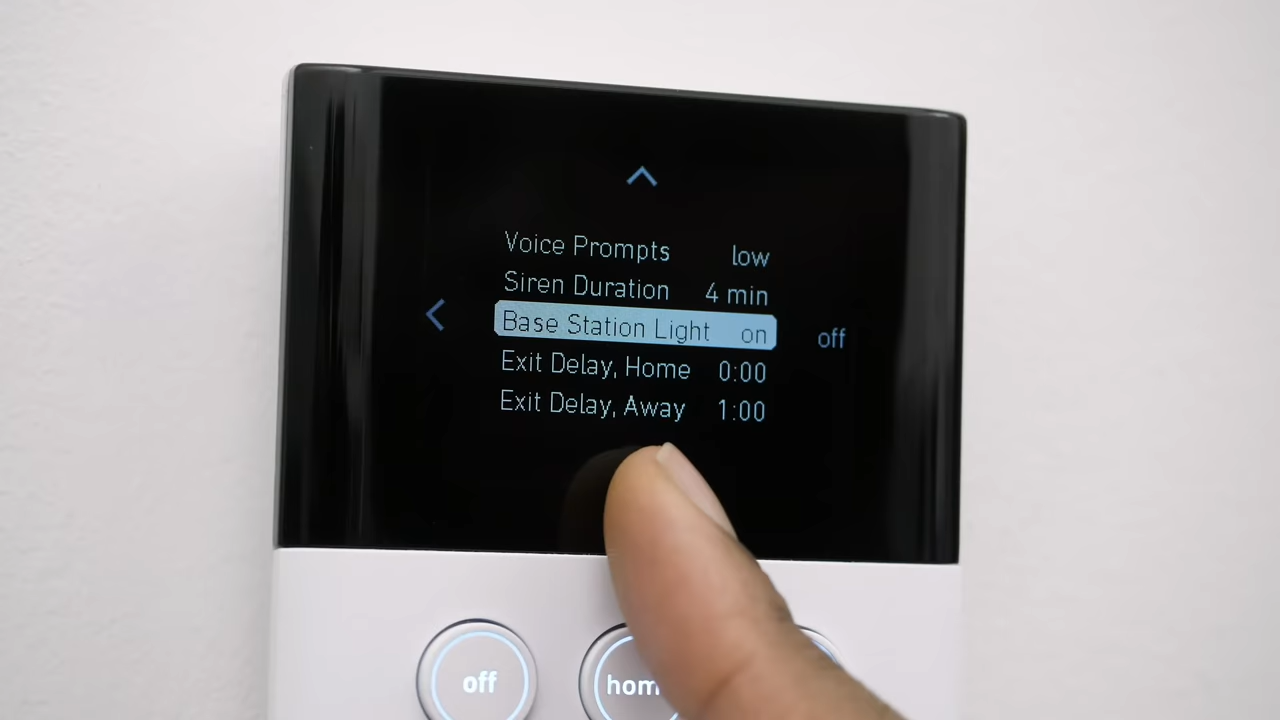 Voice Prompts low
Siren Duration 4 min
Base Station Light on off
Exit Delay, Home 0:00
Exit Delay, Away 1:00
off